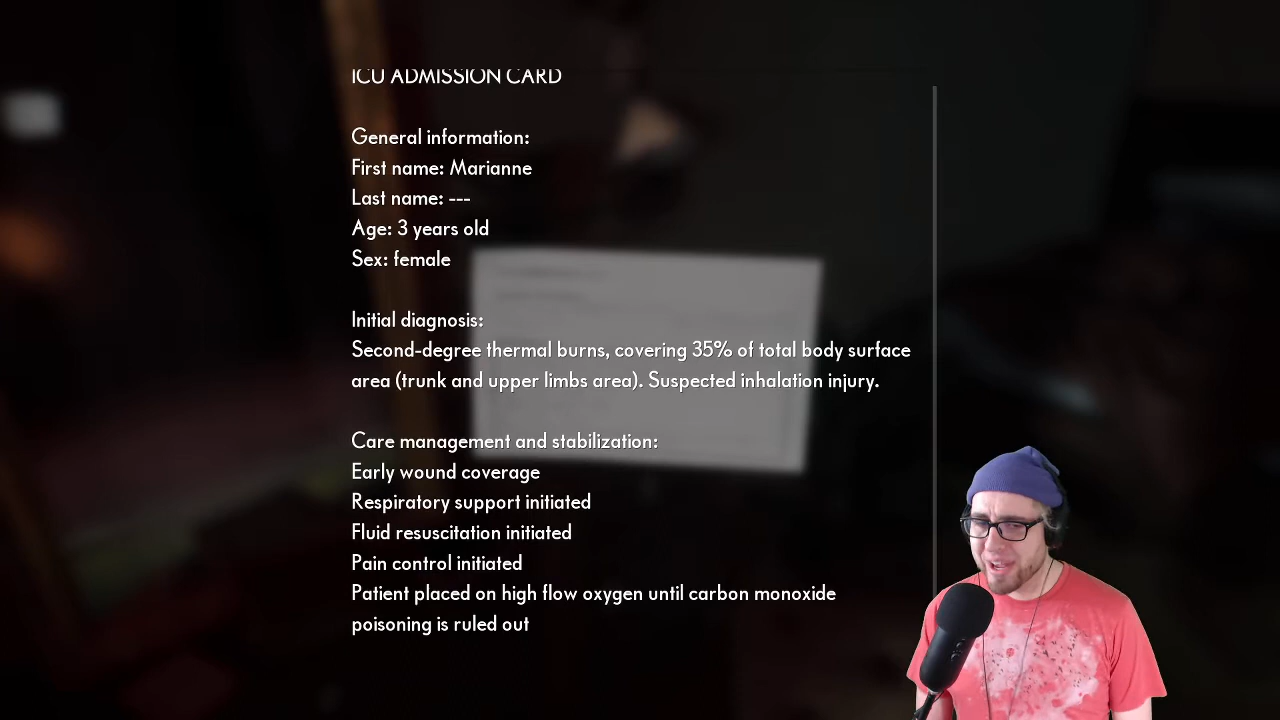 ICU ADMISSION CARD
General information:
First name: Marianne
Last name: ---
Age: 3 years old
Sex: female
Initial diagnosis:
Second-degree thermal burns, covering 35% of total body surface
area (trunk and upper limbs area). Suspected inhalation injury.
Care management and stabilization:
Early wound coverage
Respiratory support initiated
Fluid resuscitation initiated
Pain control initiated
Patient placed on high flow oxygen until carbon monoxide
poisoning is ruled out